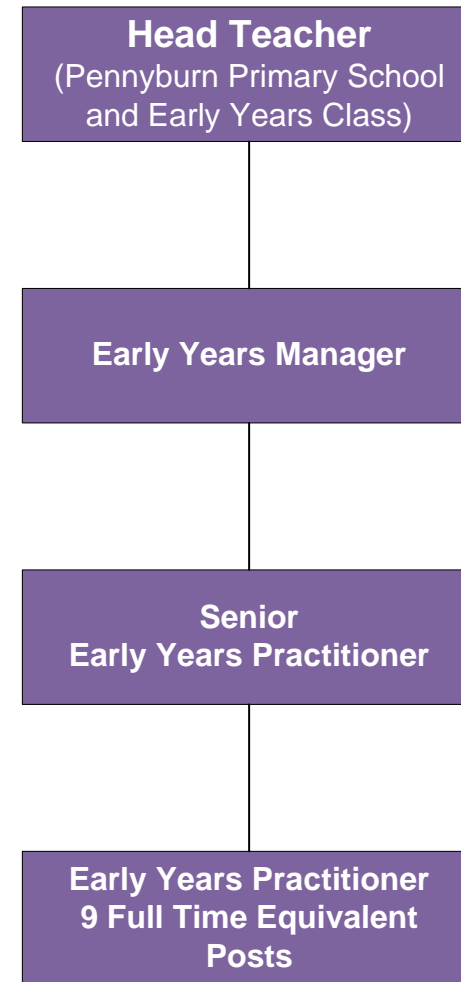 Head Teacher
(Pennyburn Primary School
and Early Years Class)
Early Years Manager
Senior
Early Years Practitioner
Early Years Practitioner
9 Full Time Equivalent
Posts